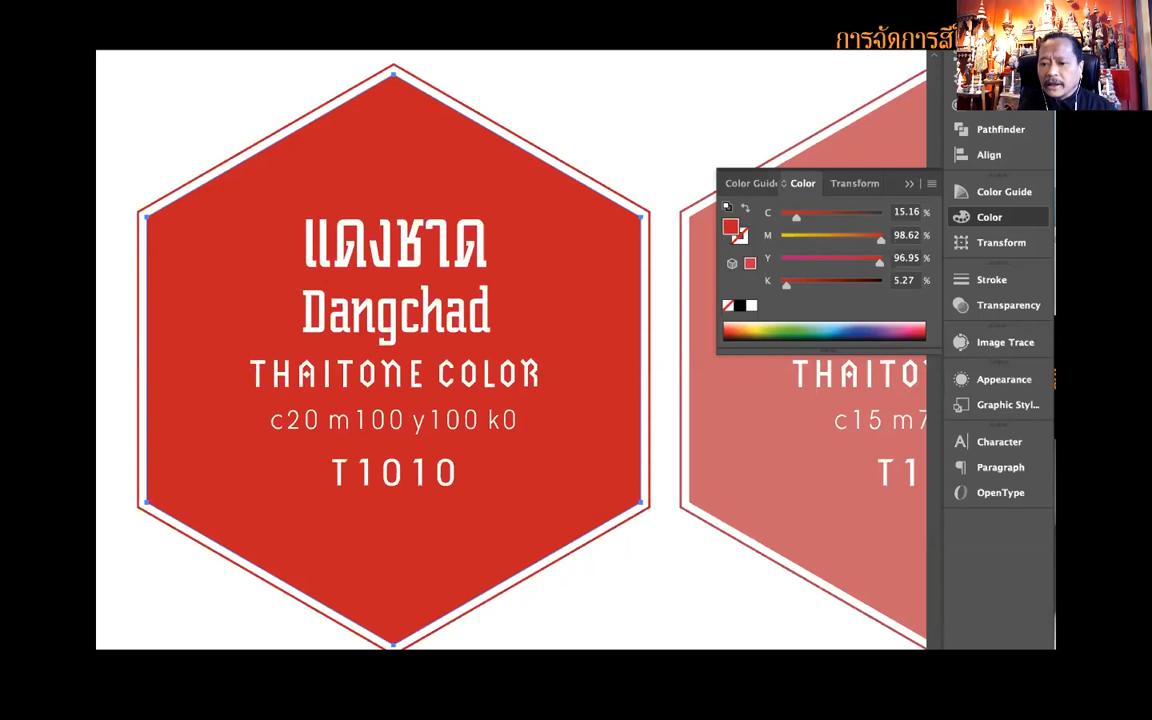 การจัดการสี
แดงชาด
Dangchad
THAITONE COLOR
c20 m100 y100 k0
T1010
THAITO
c15 m7
T1
Color Guide
Color
Transform
C 15.16 %
M 98.62 %
Y 96.95 %
K 5.27 %
Pathfinder
Align
Color Guide
Color
Transform
Stroke
Transparency
Image Trace
Appearance
Graphic Styl...
Character
Paragraph
OpenType